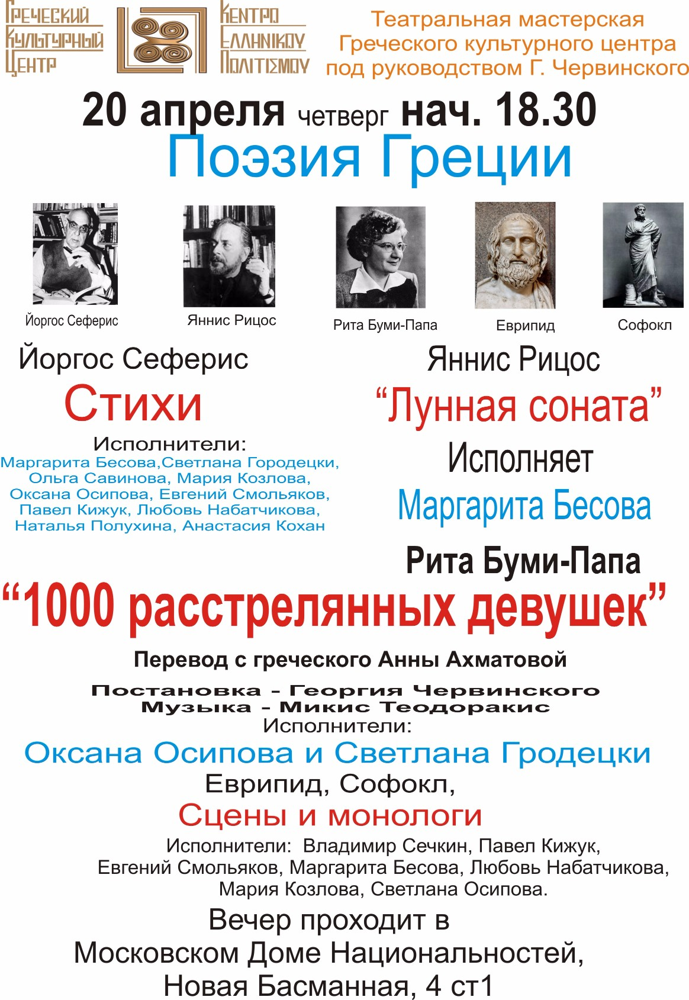 Греческий
Культурный
Центр
Κεντρο
Ελληνικου
Πολιτισμου
Театральная мастерская
Греческого культурного центра
под руководством Г. Червинского
20 апреля четверг нач. 18.30
Поэзия Греции
Йоргос Сеферис
Яннис Рицос
Рита Буми-Папа
Еврипид
Софокл
Йоргос Сеферис
Стихи
Исполнители:
Маргарита Бесова,Светлана Городецки,
Ольга Савинова, Мария Козлова,
Оксана Осипова, Евгений Смольяков,
Павел Кижук, Любовь Набатчикова,
Наталья Полухина, Анастасия Кохан
Яннис Рицос
“Лунная соната”
Исполняет
Маргарита Бесова
Рита Буми-Папа
“1000 расстрелянных девушек”
Перевод с греческого Анны Ахматовой
Постановка - Георгия Червинского
Музыка - Микис Теодоракис
Исполнители:
Оксана Осипова и Светлана Гродецки
Еврипид, Софокл,
Сцены и монологи
Исполнители: Владимир Сечкин, Павел Кижук,
Евгений Смольяков, Маргарита Бесова, Любовь Набатчикова,
Мария Козлова, Светлана Осипова.
Вечер проходит в
Московском Доме Национальностей,
Новая Басманная, 4 ст1